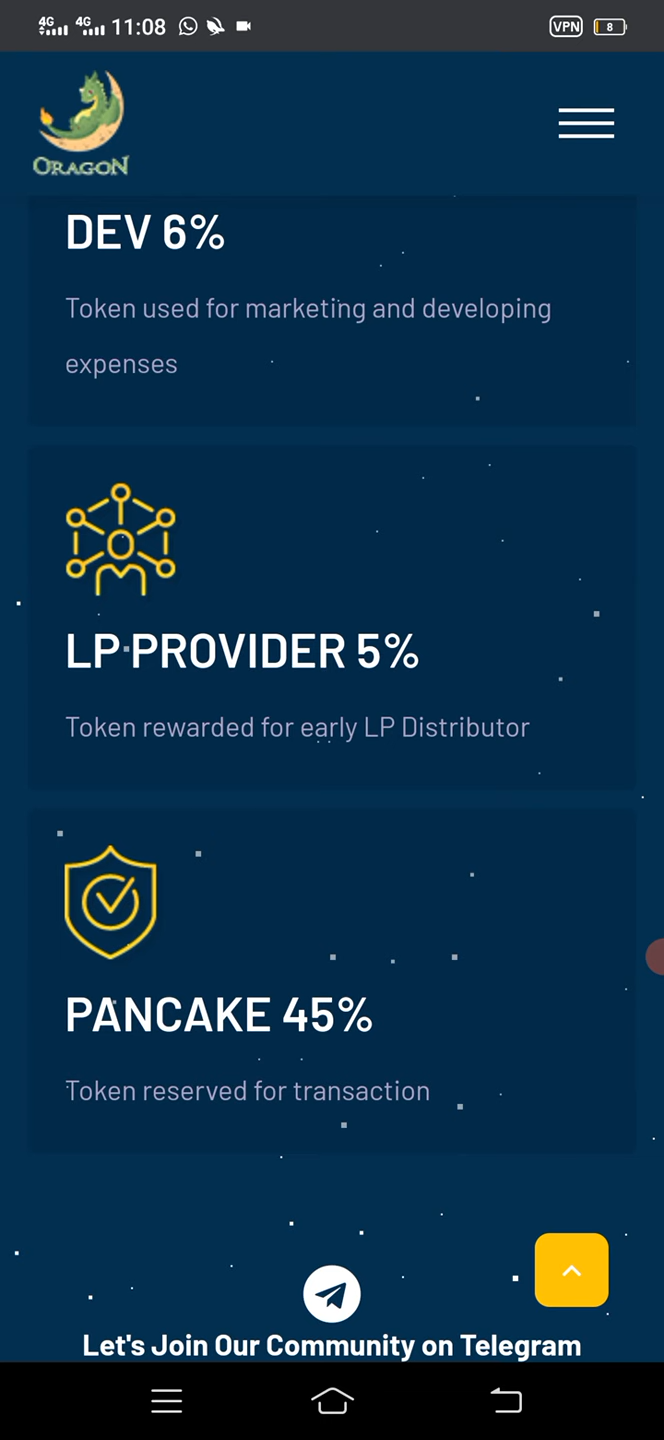 4G 4G 11:08 VPN 8
ORAGON
DEV 6%
Token used for marketing and developing
expenses
LP PROVIDER 5%
Token rewarded for early LP Distributor
PANCAKE 45%
Token reserved for transaction
Let's Join Our Community on Telegram